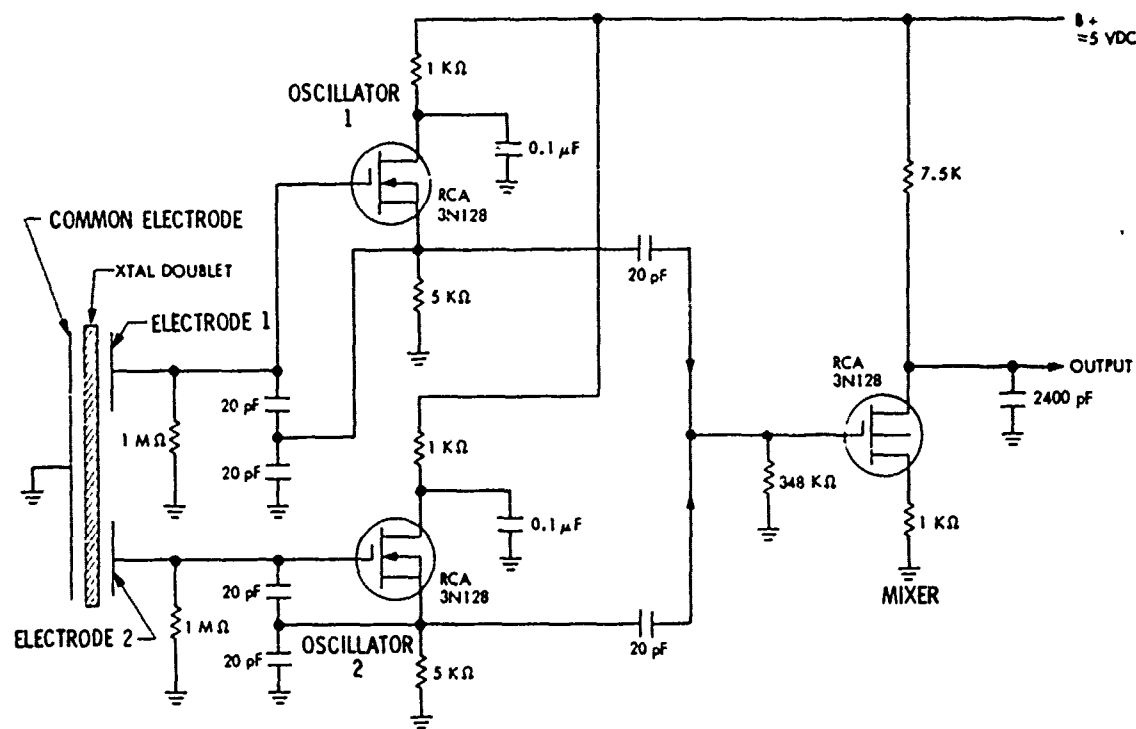 B +
=5 VDC
1 KΩ
OSCILLATOR
1
0.1 μF
RCA
3N128
7.5K
COMMON ELECTRODE
XTAL DOUBLET
ELECTRODE 1
20 pF
5 KΩ
20 pF
1 MΩ
20 pF
1 KΩ
RCA
3N128
OUTPUT
2400 pF
348 KΩ
0.1 μF
1 KΩ
MIXER
RCA
3N128
20 pF
ELECTRODE 2
1 MΩ
20 pF
OSCILLATOR
2
20 pF
5 KΩ